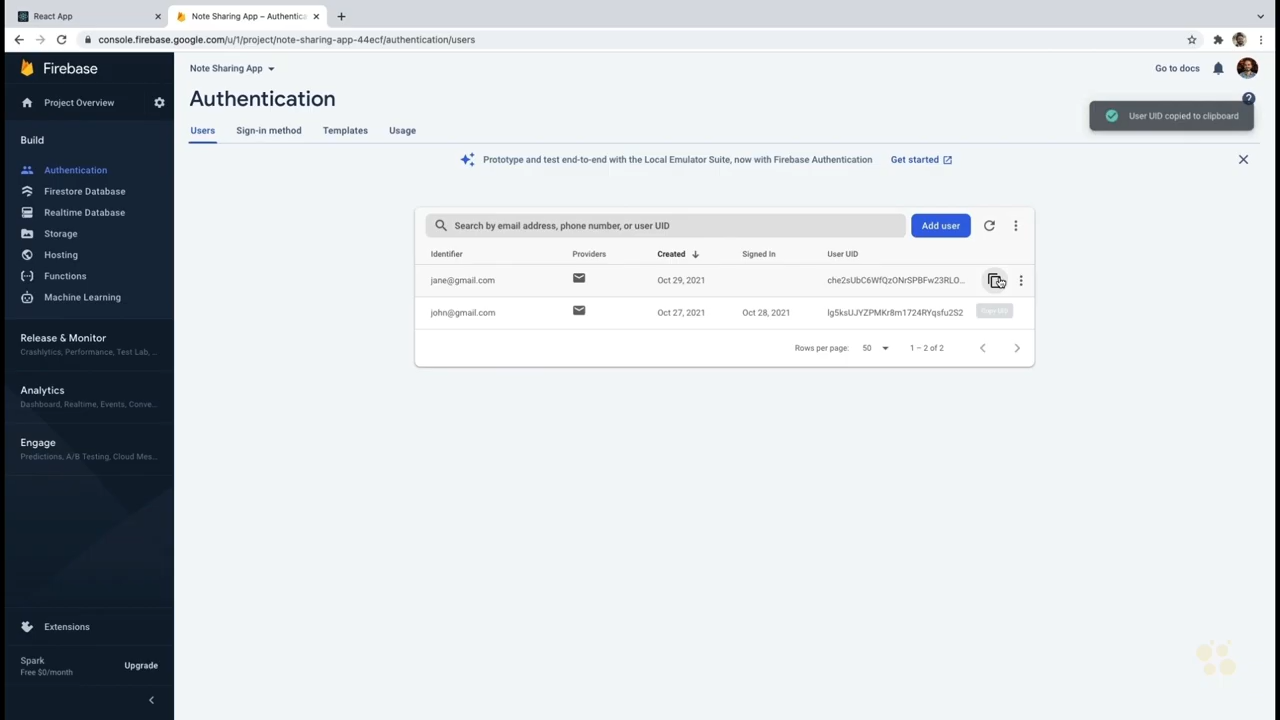 React App
Note Sharing App – Authentica
console.firebase.google.com/u/1/project/note-sharing-app-44ecf/authentication/users
Firebase
Note Sharing App
Go to docs
Project Overview
Authentication
User UID copied to clipboard
Users
Sign-in method
Templates
Usage
Build
Prototype and test end-to-end with the Local Emulator Suite, now with Firebase Authentication
Get started
Authentication
Firestore Database
Realtime Database
Storage
Hosting
Functions
Machine Learning
Search by email address, phone number, or user UID
Add user
Identifier
Providers
Created
Signed In
User UID
jane@gmail.com
Oct 29, 2021
che2sUbC6WfQzONrSPBFw23RLO...
john@gmail.com
Oct 27, 2021
Oct 28, 2021
lg5ksUJYZPMKr8m1724RYqsfu2S2
Copy UID
Rows per page:
50
1 – 2 of 2
Release & Monitor
Crashlytics, Performance, Test Lab, ...
Analytics
Dashboard, Realtime, Events, Conve...
Engage
Predictions, A/B Testing, Cloud Mes...
Extensions
Spark
Free $0/month
Upgrade